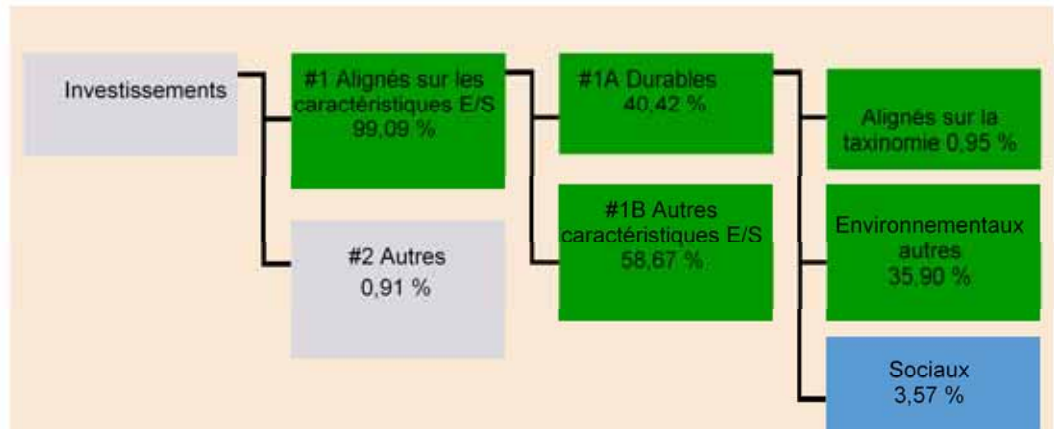 Investissements
#1 Alignés sur les
caractéristiques E/S
99,09 %
#2 Autres
0,91 %
#1A Durables
40,42 %
#1B Autres
caractéristiques E/S
58,67 %
Alignés sur la
taxinomie 0,95 %
Environnementaux
autres
35,90 %
Sociaux
3,57 %